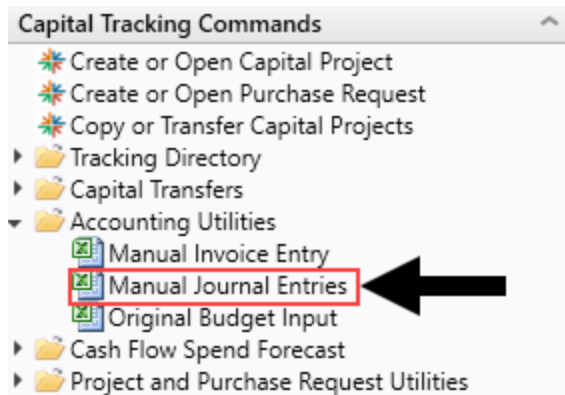 Capital Tracking Commands
Create or Open Capital Project
Create or Open Purchase Request
Copy or Transfer Capital Projects
Tracking Directory
Capital Transfers
Accounting Utilities
Manual Invoice Entry
Manual Journal Entries
Original Budget Input
Cash Flow Spend Forecast
Project and Purchase Request Utilities